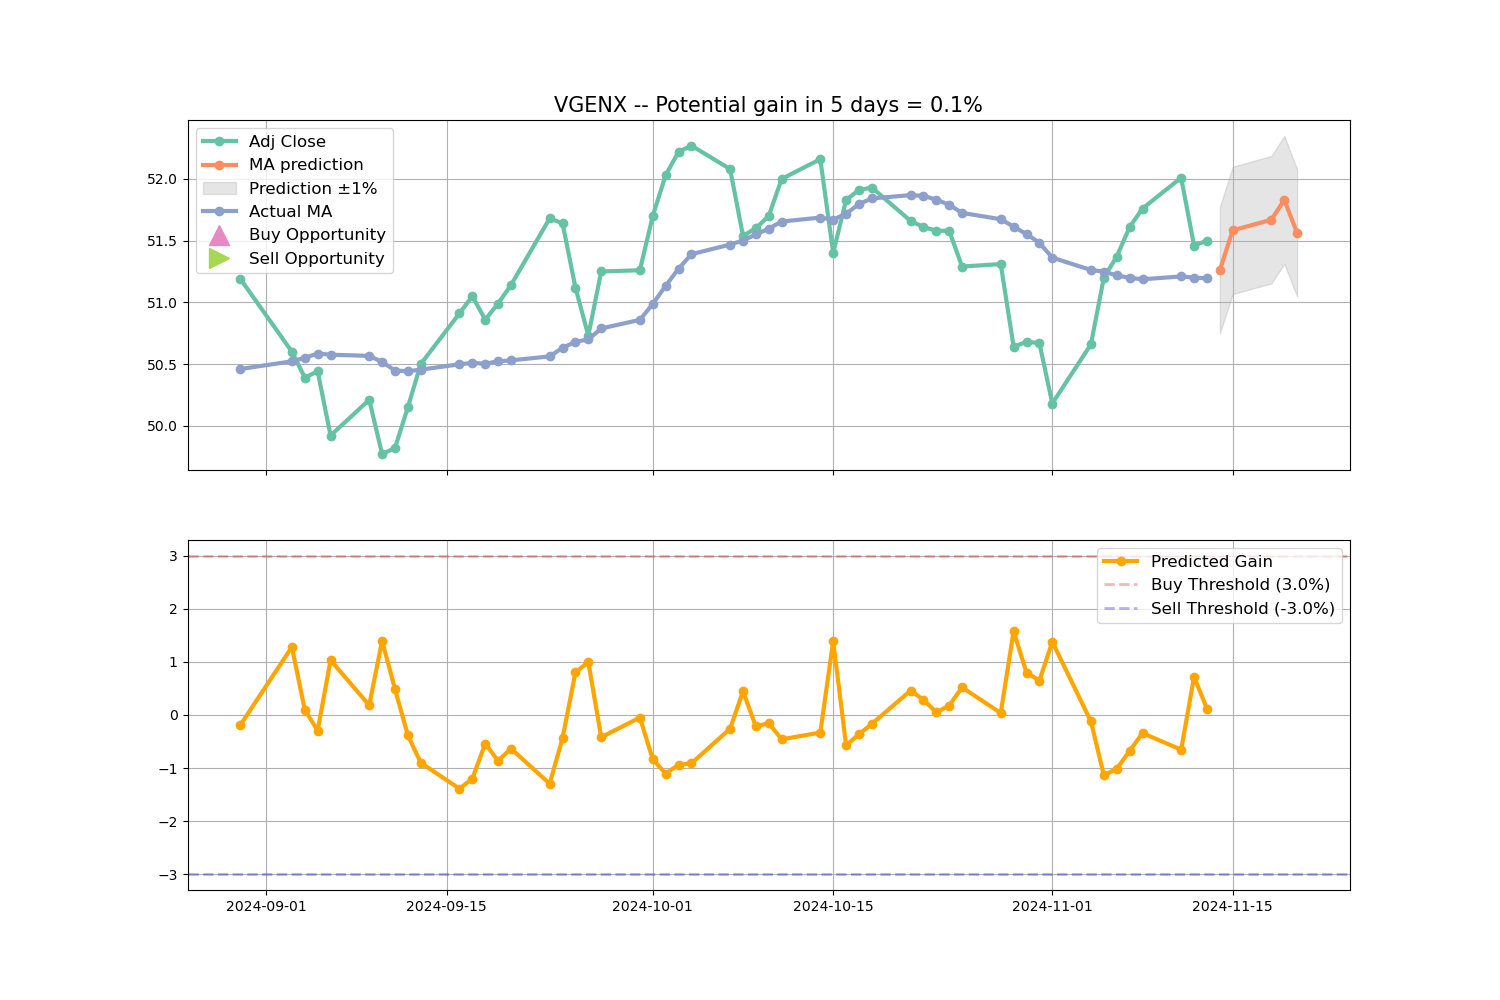 VGENX -- Potential gain in 5 days = 0.1%
Adj Close
MA prediction
Prediction ±1%
Actual MA
Buy Opportunity
Sell Opportunity
52.0
51.5
51.0
50.5
50.0
Predicted Gain
Buy Threshold (3.0%)
Sell Threshold (-3.0%)
3
2
1
0
−1
−2
−3
2024-09-01
2024-09-15
2024-10-01
2024-10-15
2024-11-01
2024-11-15